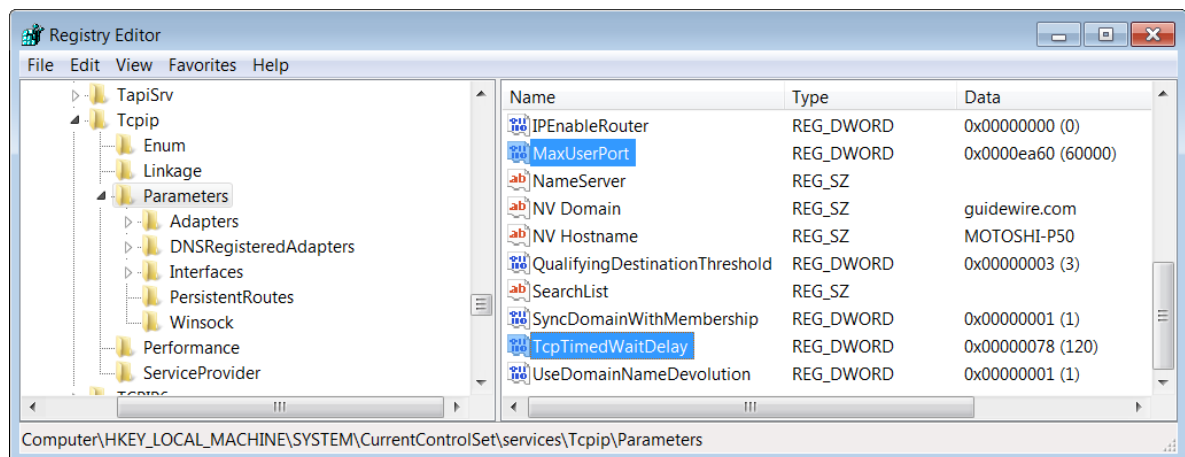 Registry Editor
File Edit View Favorites Help
TapiSrv
Tcpip
Enum
Linkage
Parameters
Adapters
DNSRegisteredAdapters
Interfaces
PersistentRoutes
Winsock
Performance
ServiceProvider
Name Type Data
IPEnableRouter REG_DWORD 0x00000000 (0)
MaxUserPort REG_DWORD 0x0000ea60 (60000)
NameServer REG_SZ
NV Domain REG_SZ guidewire.com
NV Hostname REG_SZ MOTOSHI-P50
QualifyingDestinationThreshold REG_DWORD 0x00000003 (3)
SearchList REG_SZ
SyncDomainWithMembership REG_DWORD 0x00000001 (1)
TcpTimedWaitDelay REG_DWORD 0x00000078 (120)
UseDomainNameDevolution REG_DWORD 0x00000001 (1)
Computer\HKEY_LOCAL_MACHINE\SYSTEM\CurrentControlSet\services\Tcpip\Parameters